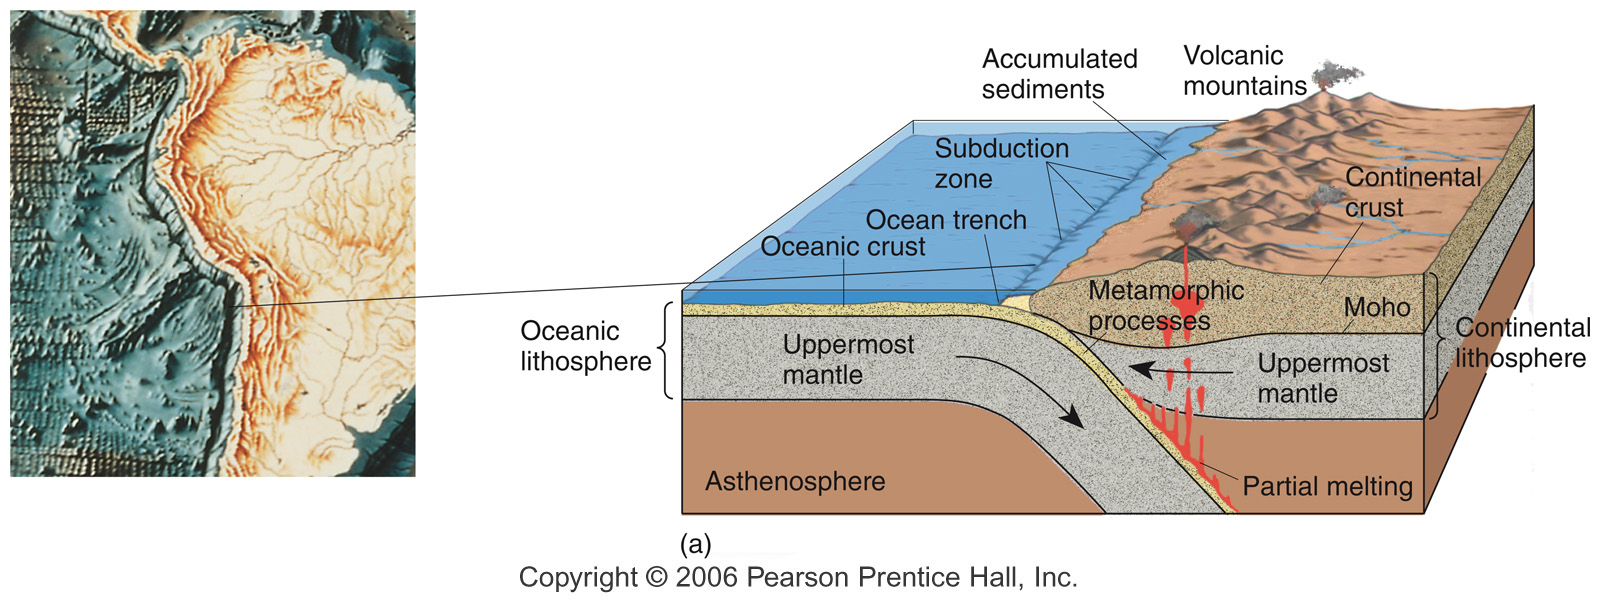 Accumulated
sediments
Volcanic
mountains
Subduction
zone
Continental
crust
Ocean trench
Oceanic crust
Metamorphic
processes
Moho
Oceanic
lithosphere
Continental
lithosphere
Uppermost
mantle
Uppermost
mantle
Asthenosphere
Partial melting
(a)
Copyright © 2006 Pearson Prentice Hall, Inc.